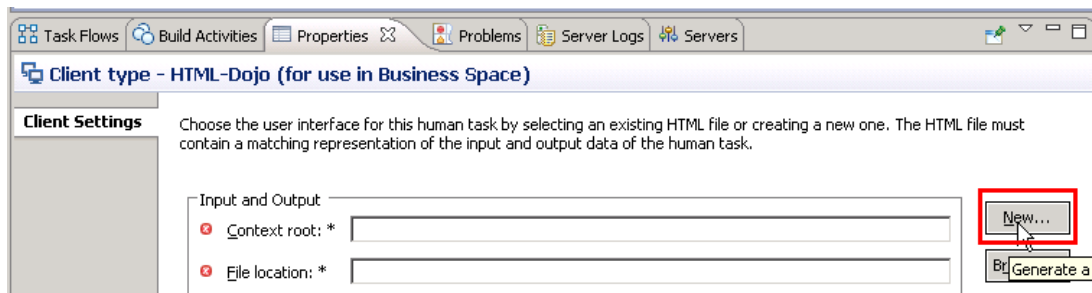 Task Flows Build Activities Properties Problems Server Logs Servers
Client type - HTML-Dojo (for use in Business Space)
Client Settings
Choose the user interface for this human task by selecting an existing HTML file or creating a new one. The HTML file must
contain a matching representation of the input and output data of the human task.
Input and Output
Context root: *
New...
File location: *
Br
Generate a